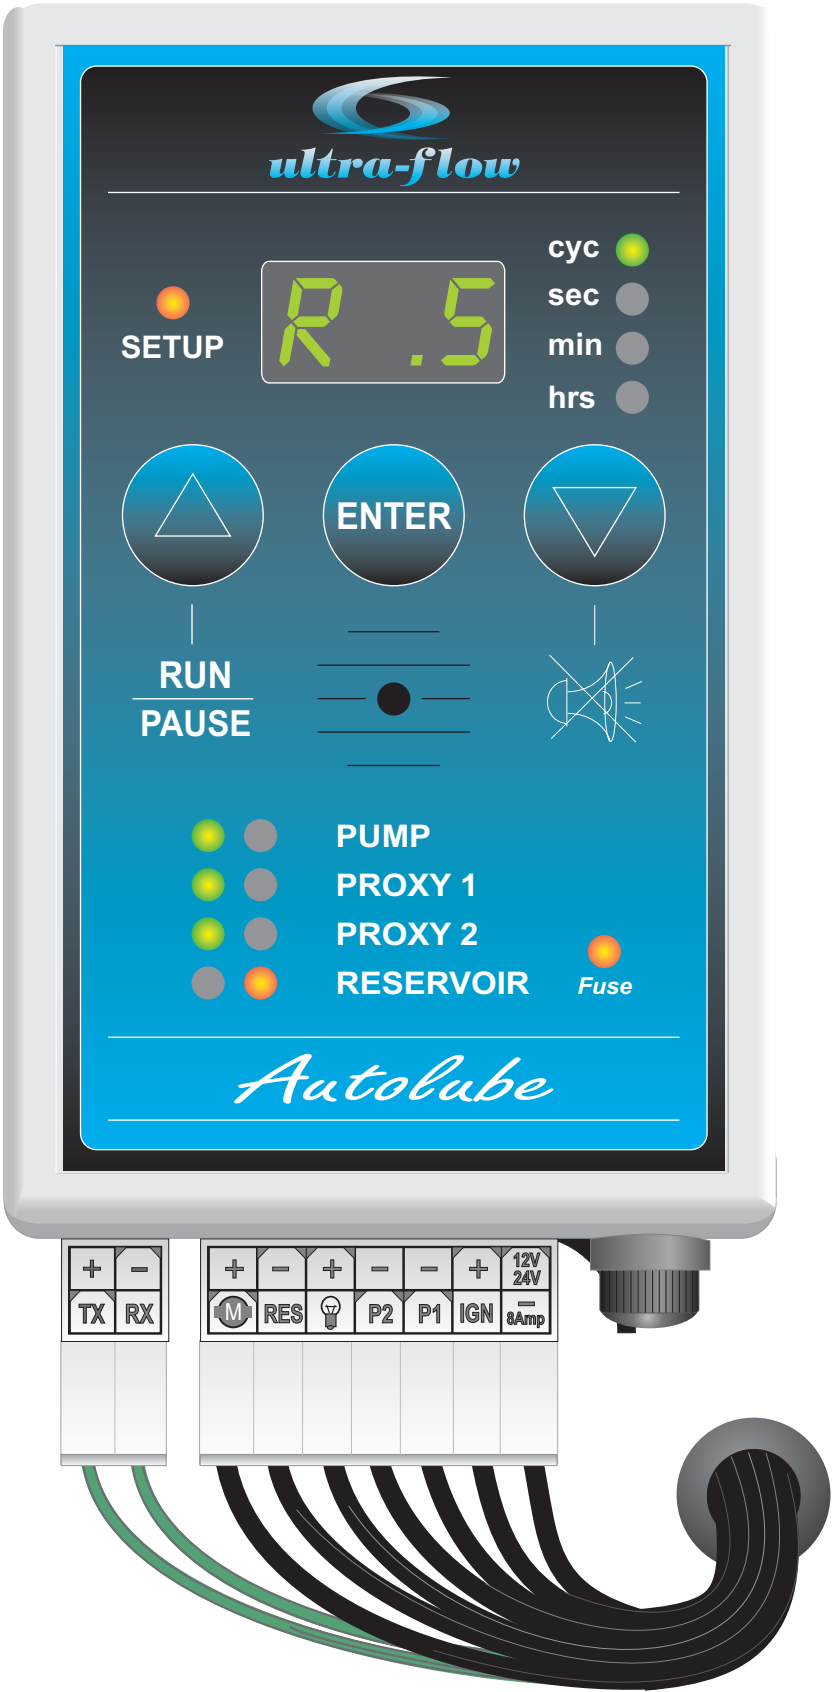 ultra-flow
cyc
sec
min
hrs
SETUP
R .5
ENTER
RUN
PAUSE
PUMP
PROXY 1
PROXY 2
RESERVOIR
Fuse
Autolube
+ − + − + − − + 12V
24V
TX RX M RES P2 P1 IGN −
8Amp